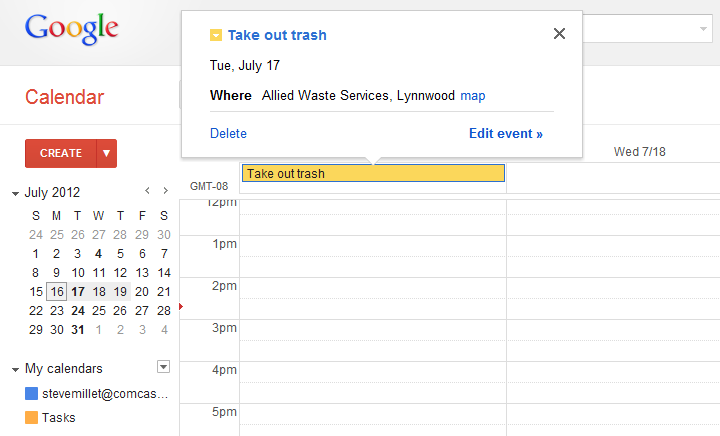 Google
Take out trash
Tue, July 17
Where Allied Waste Services, Lynnwood map
Delete
Edit event »
Calendar
CREATE
Wed 7/18
GMT-08
Take out trash
July 2012
S M T W T F S
24 25 26 27 28 29 30
1 2 3 4 5 6 7
8 9 10 11 12 13 14
15 16 17 18 19 20 21
22 23 24 25 26 27 28
29 30 31 1 2 3 4
12pm
1pm
2pm
3pm
4pm
5pm
My calendars
stevemillet@comcas...
Tasks